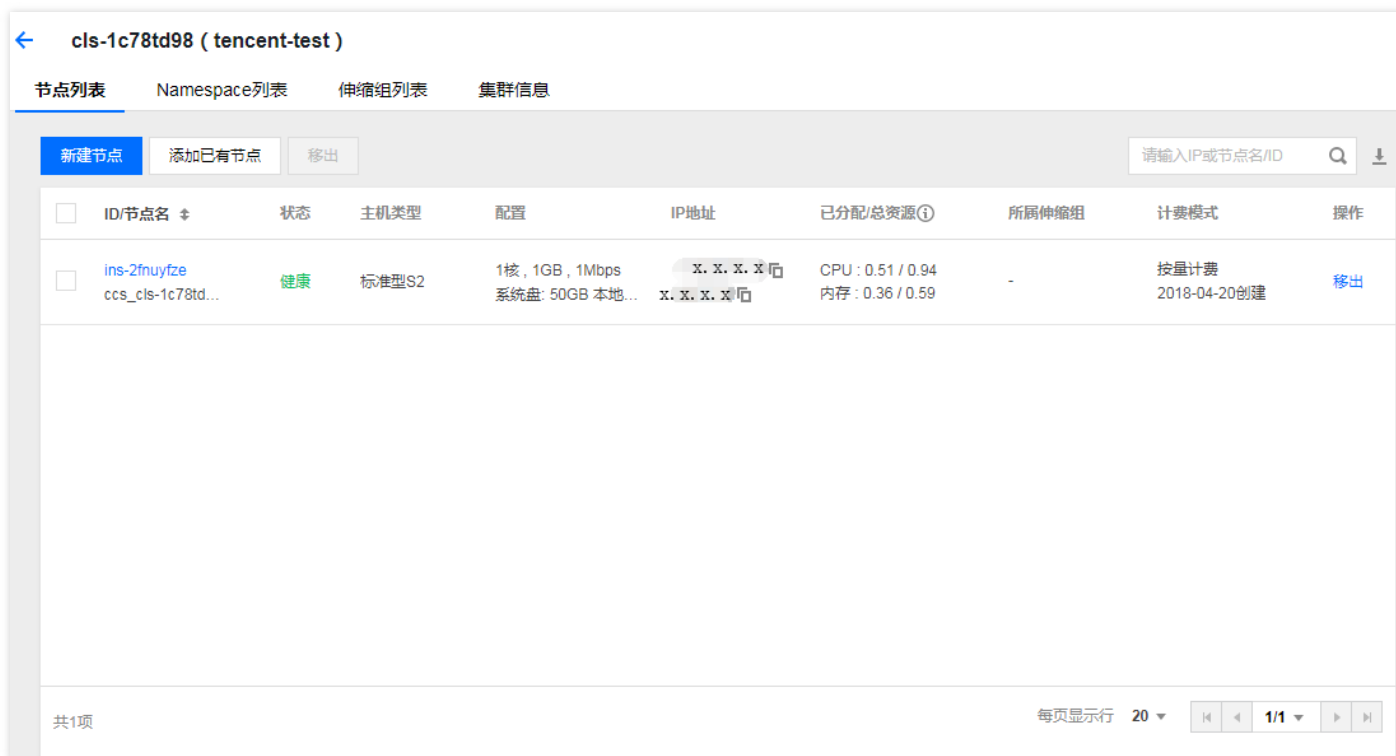 cls-1c78td98 ( tencent-test )
节点列表 Namespace列表 伸缩组列表 集群信息
新建节点 添加已有节点 移出 请输入IP或节点名/ID
ID/节点名 状态 主机类型 配置 IP地址 已分配/总资源 所属伸缩组 计费模式 操作
ins-2fnuyfze 健康 标准型S2 1核 , 1GB , 1Mbps x. x. x. x CPU : 0.51 / 0.94 - 按量计费 移出
ccs_cls-1c78td... 系统盘: 50GB 本地... x. x. x. x 内存 : 0.36 / 0.59 2018-04-20创建
共1项 每页显示行 20 1/1